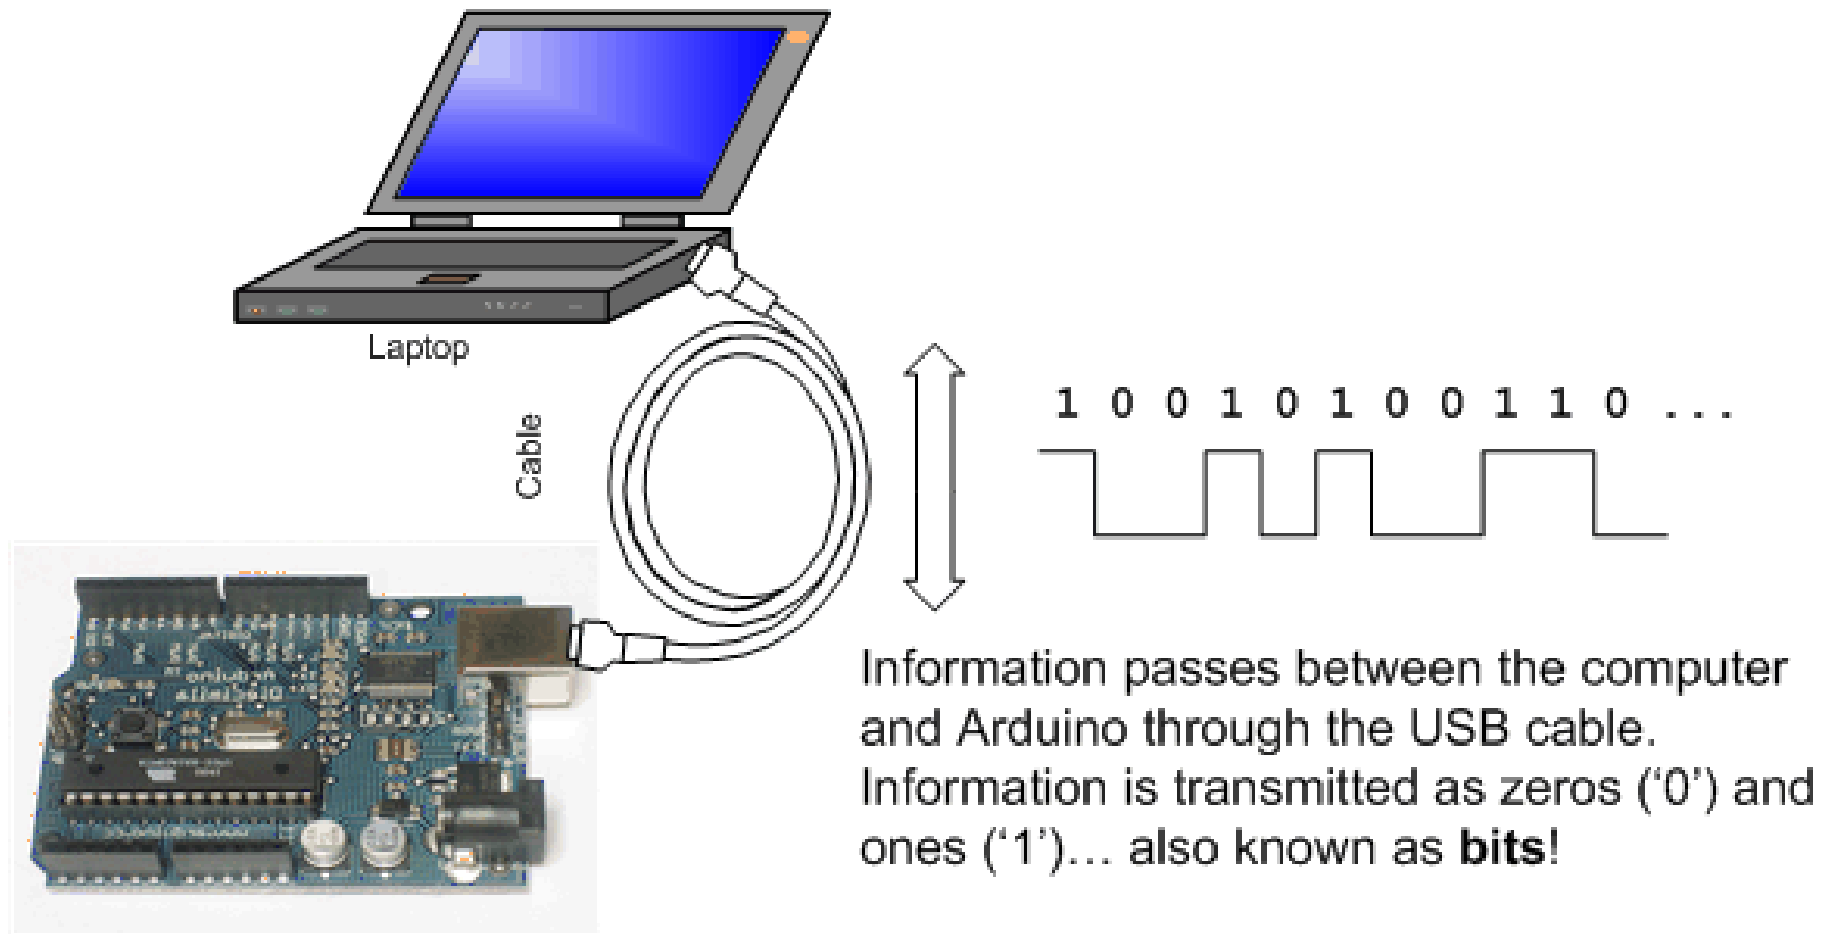 Laptop
Cable
1 0 0 1 0 1 0 0 1 1 0 ...
Information passes between the computer
and Arduino through the USB cable.
Information is transmitted as zeros (‘0’) and
ones (‘1’)... also known as bits!